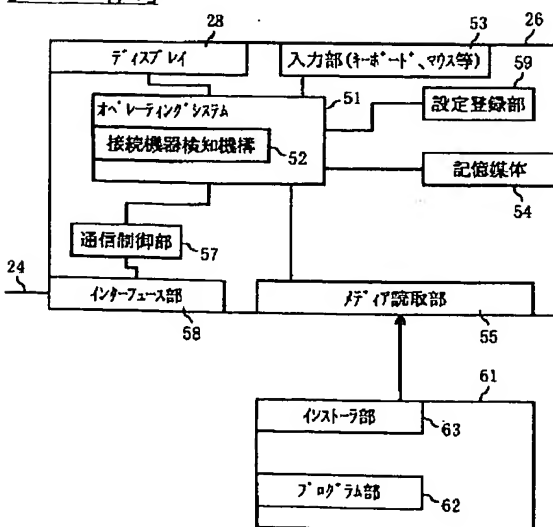 28
53
26
ディスプレイ
入力部(キーボード、マウス等)
59
51
オペレーティングシステム
設定登録部
接続機器検知機構
52
記憶媒体
54
通信制御部
57
24
インターフェース部
メディア読取部
58
55
61
インストーラ部
63
プログラム部
62